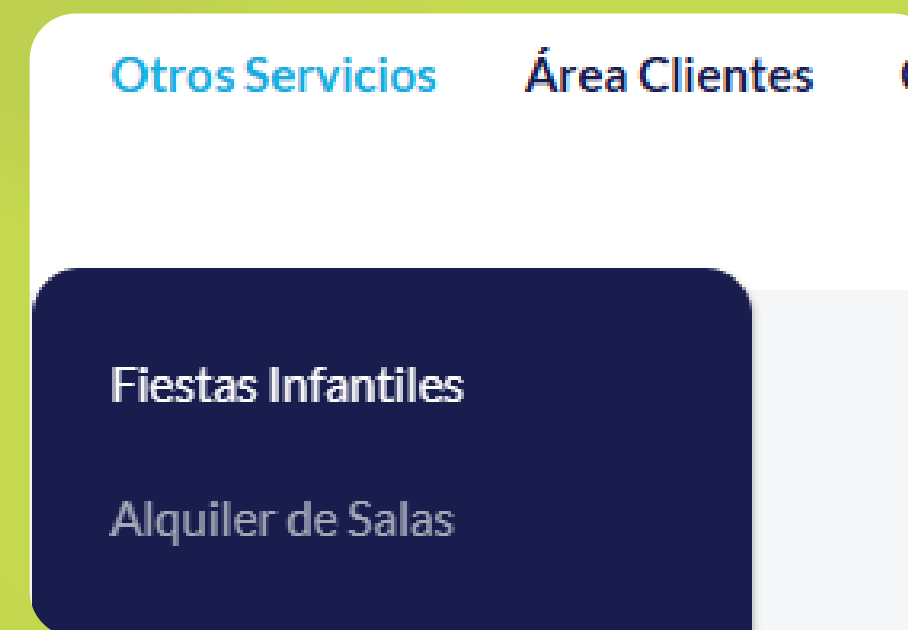 Otros Servicios Área Clientes
Fiestas Infantiles
Alquiler de Salas